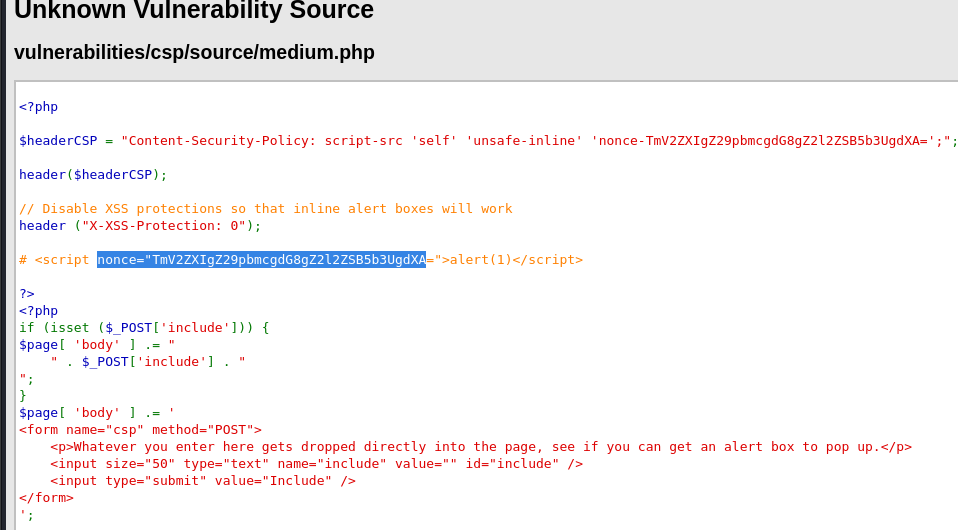 Unknown Vulnerability Source
vulnerabilities/csp/source/medium.php
<?php
$headerCSP = "Content-Security-Policy: script-src 'self' 'unsafe-inline' 'nonce-TmV2ZXIgZ29pbmcgdG8gZ2l2ZSB5b3UgdXA=';";
header($headerCSP);
// Disable XSS protections so that inline alert boxes will work
header ("X-XSS-Protection: 0");
# <script nonce="TmV2ZXIgZ29pbmcgdG8gZ2l2ZSB5b3UgdXA=">alert(1)</script>
?>
<?php
if (isset ($_POST['include'])) {
$page[ 'body' ] .= "
    " . $_POST['include'] . "
";
}
$page[ 'body' ] .= '
<form name="csp" method="POST">
    <p>Whatever you enter here gets dropped directly into the page, see if you can get an alert box to pop up.</p>
    <input size="50" type="text" name="include" value="" id="include" />
    <input type="submit" value="Include" />
</form>
';